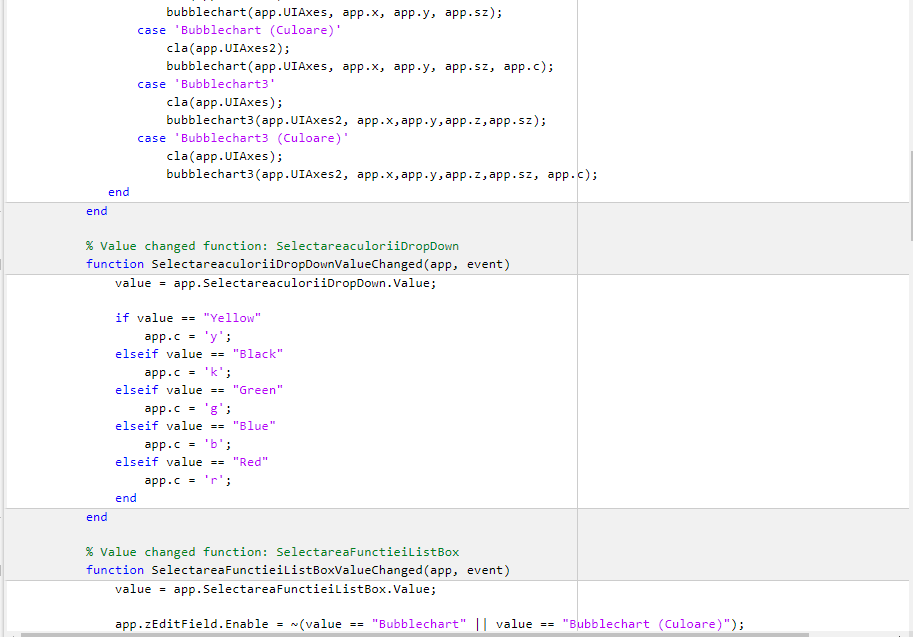 bubblechart(app.UIAxes, app.x, app.y, app.sz);
case 'Bubblechart (Culoare)'
cla(app.UIAxes2);
bubblechart(app.UIAxes, app.x, app.y, app.sz, app.c);
case 'Bubblechart3'
cla(app.UIAxes);
bubblechart3(app.UIAxes2, app.x,app.y,app.z,app.sz);
case 'Bubblechart3 (Culoare)'
cla(app.UIAxes);
bubblechart3(app.UIAxes2, app.x,app.y,app.z,app.sz, app.c);
end
end
% Value changed function: SelectareaculoriiDropDown
function SelectareaculoriiDropDownValueChanged(app, event)
value = app.SelectareaculoriiDropDown.Value;
if value == "Yellow"
app.c = 'y';
elseif value == "Black"
app.c = 'k';
elseif value == "Green"
app.c = 'g';
elseif value == "Blue"
app.c = 'b';
elseif value == "Red"
app.c = 'r';
end
end
% Value changed function: SelectareaFunctieiListBox
function SelectareaFunctieiListBoxValueChanged(app, event)
value = app.SelectareaFunctieiListBox.Value;
app.zEditField.Enable = ~(value == "Bubblechart" || value == "Bubblechart (Culoare)");